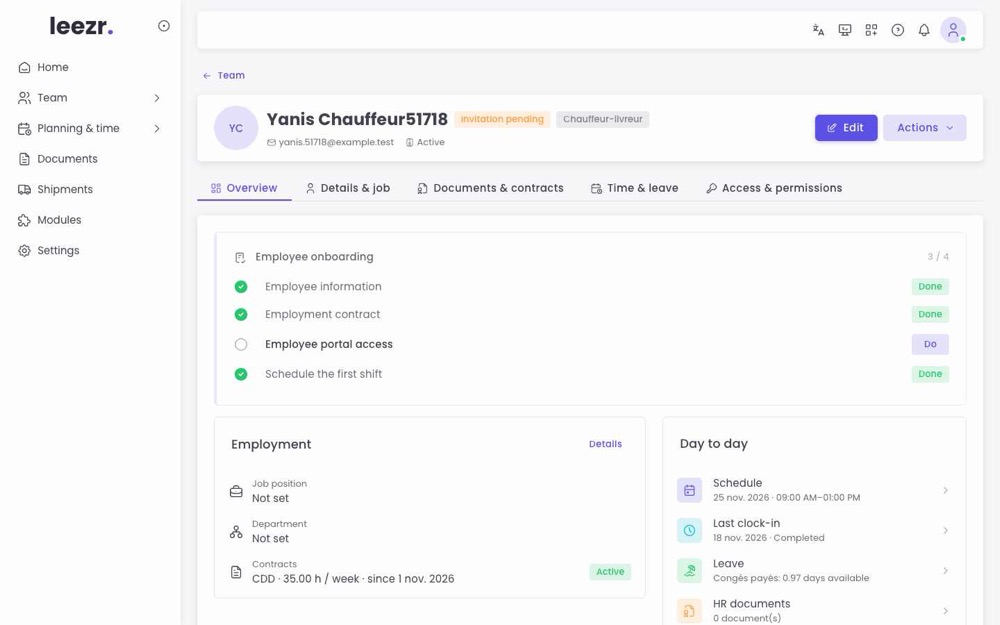 leezr.
Home
Team
Planning & time
Documents
Shipments
Modules
Settings
Team
YC
Yanis Chauffeur51718
Invitation pending
Chauffeur-livreur
yanis.51718@example.test
Active
Edit
Actions
Overview
Details & job
Documents & contracts
Time & leave
Access & permissions
Employee onboarding
3 / 4
Employee information
Done
Employment contract
Done
Employee portal access
Do
Schedule the first shift
Done
Employment
Details
Job position
Not set
Department
Not set
Contracts
CDD · 35.00 h / week · since 1 nov. 2026
Active
Day to day
Schedule
25 nov. 2026 · 09:00 AM–01:00 PM
Last clock-in
18 nov. 2026 · Completed
Leave
Congés payés: 0.97 days available
HR documents
0 document(s)